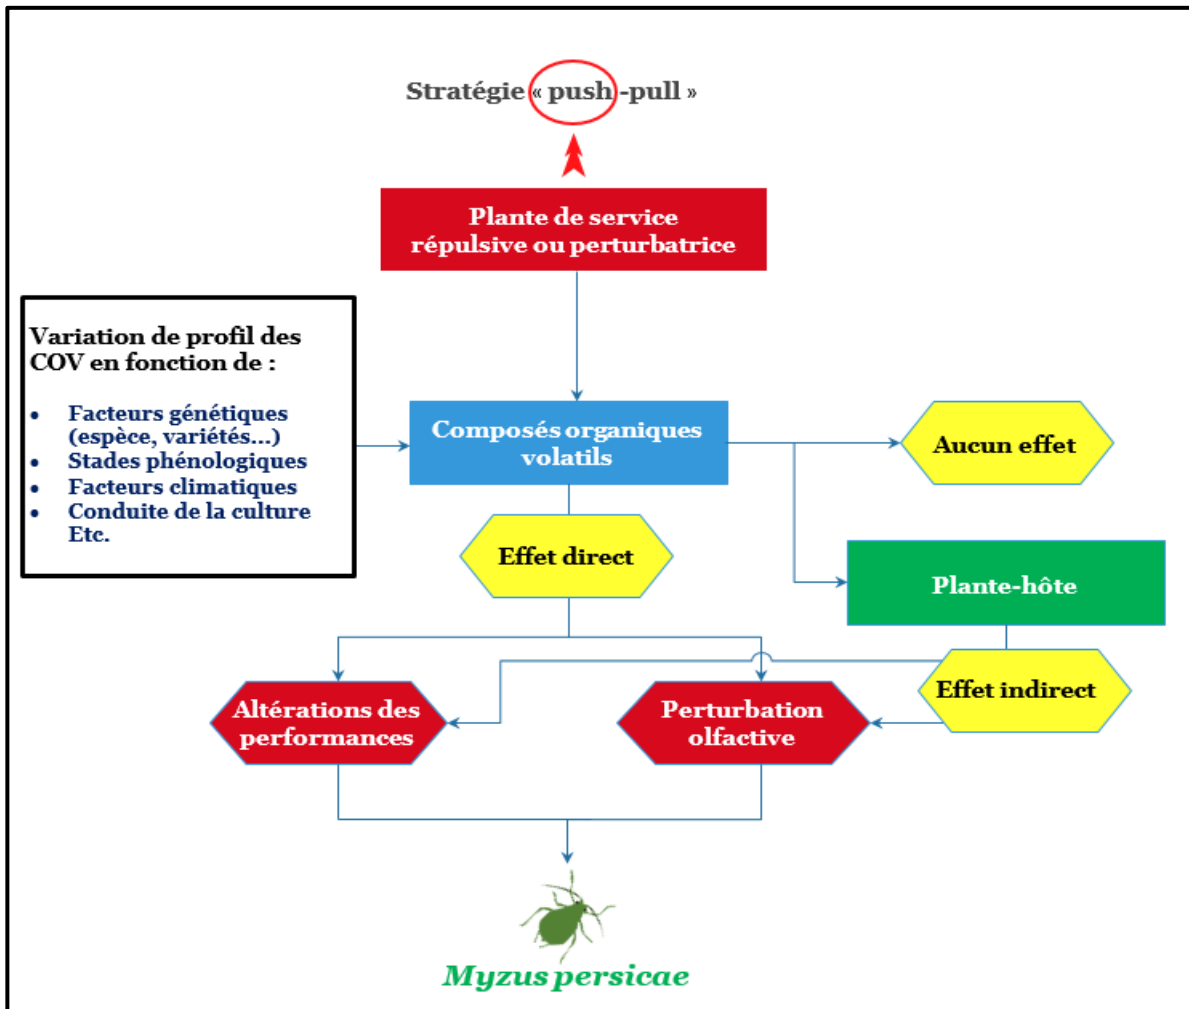 Stratégie « push -pull »
Plante de service
répulsive ou perturbatrice
Variation de profil des
COV en fonction de :
• Facteurs génétiques
(espèce, variétés...)
• Stades phénologiques
• Facteurs climatiques
• Conduite de la culture
Etc.
Composés organiques
volatils
Aucun effet
Effet direct
Plante-hôte
Effet indirect
Altérations des
performances
Perturbation
olfactive
Myzus persicae